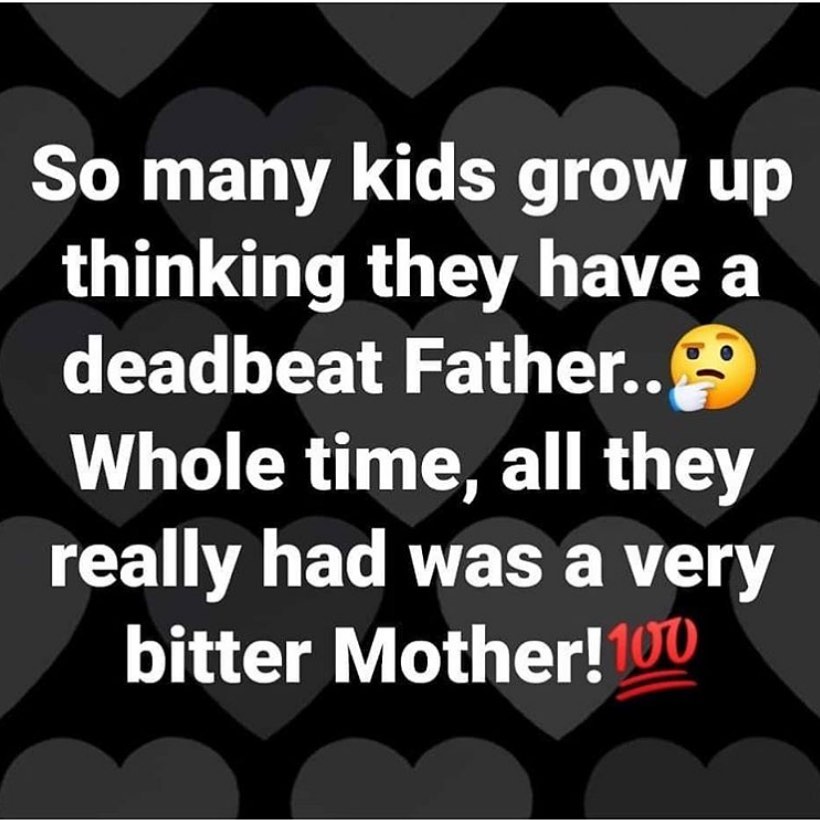 So many kids grow up
thinking they have a
deadbeat Father..🤔
Whole time, all they
really had was a very
bitter Mother!💯